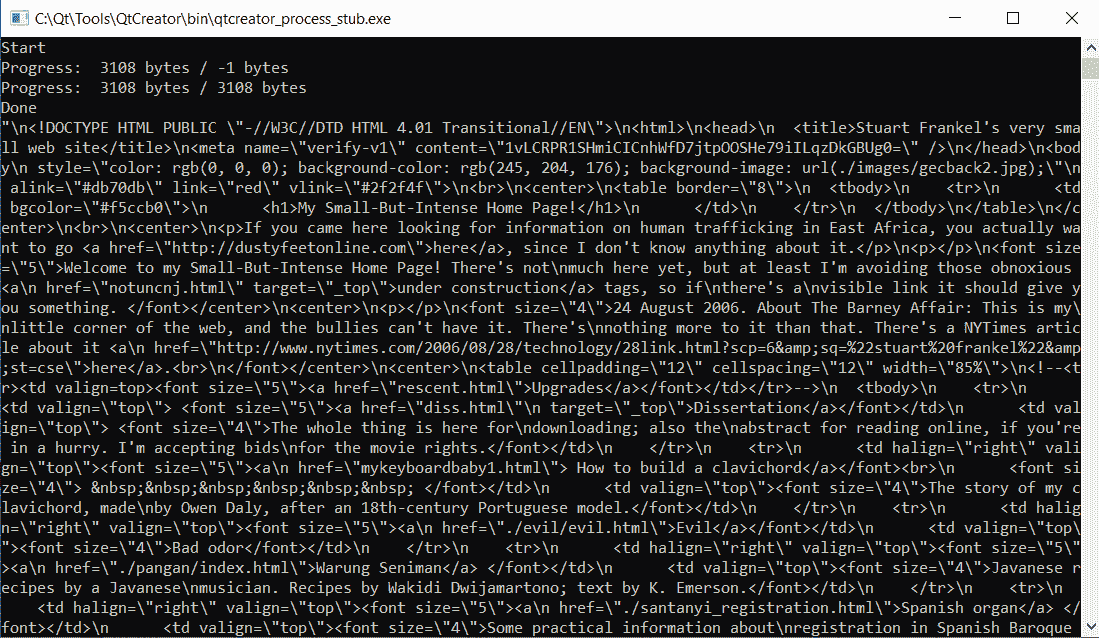 C:\Qt\Tools\QtCreator\bin\qtcreator_process_stub.exe
Start
Progress:  3108 bytes / -1 bytes
Progress:  3108 bytes / 3108 bytes
Done
"\n<!DOCTYPE HTML PUBLIC \"-//W3C//DTD HTML 4.01 Transitional//EN\">\n<html>\n<head>\n  <title>Stuart Frankel's very sma
ll web site</title>\n<meta name=\"verify-v1\" content=\"1vLCRPR1SHmiCICnhWfD7jtpOOSHe79iILqzDkGBUg0=\" />\n</head>\n<bod
y\n style=\"color: rgb(0, 0, 0); background-color: rgb(245, 204, 176); background-image: url(./images/gecback2.jpg);\"\n
 alink=\"#db70db\" link=\"red\" vlink=\"#2f2f4f\">\n<br>\n<center>\n<table border=\"8\">\n  <tbody>\n    <tr>\n      <td
 bgcolor=\"#f5ccb0\">\n      <h1>My Small-But-Intense Home Page!</h1>\n      </td>\n    </tr>\n  </tbody>\n</table>\n</c
enter>\n<br>\n<center>\n<p>If you came here looking for information on human trafficking in East Africa, you actually wa
nt to go <a href=\"http://dustyfeetonline.com\">here</a>, since I don't know anything about it.</p>\n<p></p>\n<font size
=\"5\">Welcome to my Small-But-Intense Home Page! There's not\nmuch here yet, but at least I'm avoiding those obnoxious
<a\n href=\"notuncnj.html\" target=\"_top\">under construction</a> tags, so if\nthere's a\nvisible link it should give y
ou something. </font></center>\n<center>\n<p></p>\n<font size=\"4\">24 August 2006. About The Barney Affair: This is my\
nlittle corner of the web, and the bullies can't have it. There's\nnothing more to it than that. There's a NYTimes artic
le about it <a\n href=\"http://www.nytimes.com/2006/08/28/technology/28link.html?scp=6&amp;sq=%22stuart%20frankel%22&amp
;st=cse\">here</a>.<br>\n</font></center>\n<center>\n<table cellpadding=\"12\" cellspacing=\"12\" width=\"85%\">\n<!--<t
r><td valign=top><font size=\"5\"><a href=\"rescent.html\">Upgrades</a></font></td></tr>-->\n  <tbody>\n    <tr>\n
<td valign=\"top\"> <font size=\"5\"><a href=\"diss.html\"\n target=\"_top\">Dissertation</a></font></td>\n      <td val
ign=\"top\"> <font size=\"4\">The whole thing is here for\ndownloading; also the\nabstract for reading online, if you're
 in a hurry. I'm accepting bids\nfor the movie rights.</font></td>\n    </tr>\n    <tr>\n      <td halign=\"right\" vali
gn=\"top\"><font size=\"5\"><a\n href=\"mykeyboardbaby1.html\"> How to build a clavichord</a></font><br>\n      <font si
ze=\"4\"> &nbsp;&nbsp;&nbsp;&nbsp;&nbsp;&nbsp; </font></td>\n      <td valign=\"top\"><font size=\"4\">The story of my c
lavichord, made\nby Owen Daly, after an 18th-century Portuguese model.</font></td>\n    </tr>\n    <tr>\n      <td halig
n=\"right\" valign=\"top\"><font size=\"5\"><a\n href=\"./evil/evil.html\">Evil</a></font></td>\n      <td valign=\"top\
"><font size=\"4\">Bad odor</font></td>\n    </tr>\n    <tr>\n      <td halign=\"right\" valign=\"top\"><font size=\"5\"
><a\n href=\"./pangan/index.html\">Warung Seniman</a> </font></td>\n      <td valign=\"top\"><font size=\"4\">Javanese r
ecipes by a Javanese\nmusician. Recipes by Wakidi Dwijamartono; text by K. Emerson.</font></td>\n    </tr>\n    <tr>\n
    <td halign=\"right\" valign=\"top\"><font size=\"5\"><a\n href=\"./santanyi_registration.html\">Spanish organ</a> </
font></td>\n      <td valign=\"top\"><font size=\"4\">Some practical information about\nregistration in Spanish Baroque